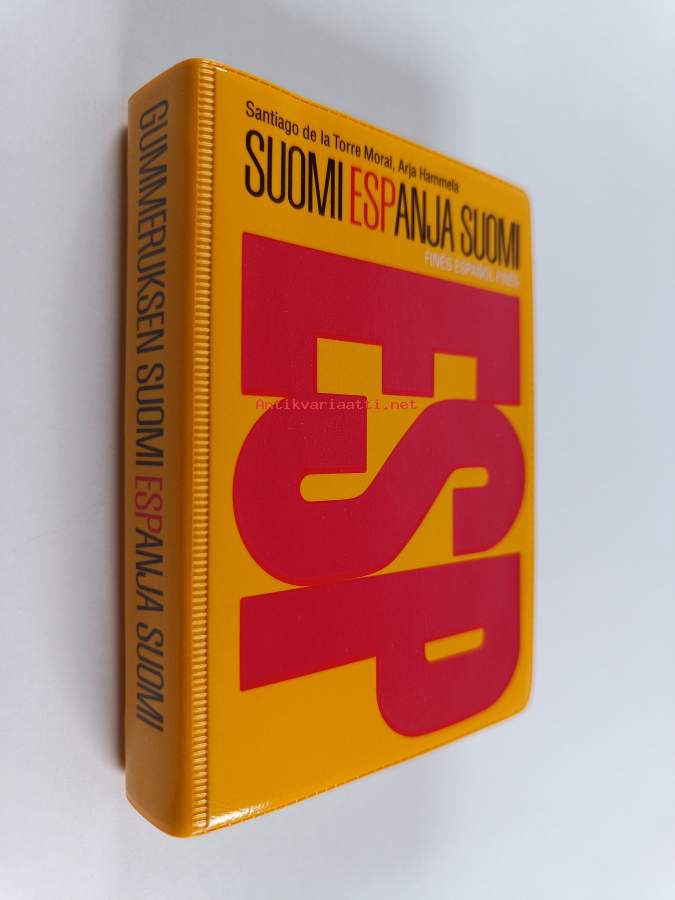 GUMMERUKSEN SUOMI ESPANJA SUOMI
Santiago de la Torre Moral, Arja Hammela
SUOMI ESPANJA SUOMI
FINÉS ESPAÑOL FINÉS
ESP
Antikvariaatti.net